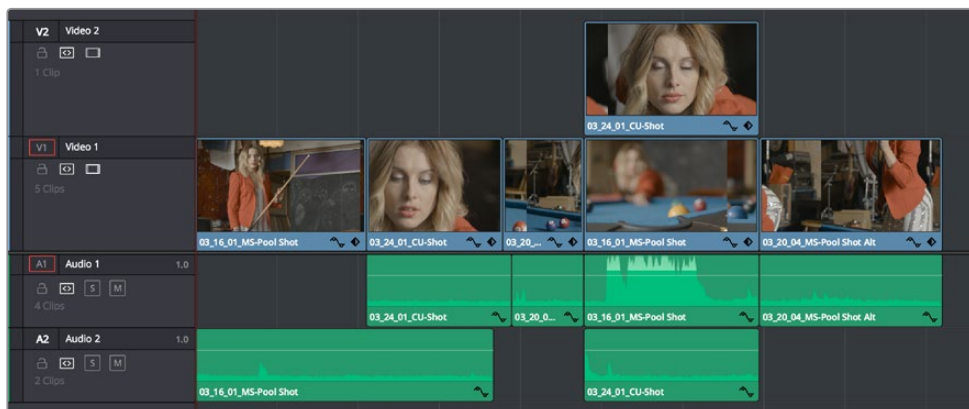 V2 Video 2
1 Clip
03_24_01_CU-Shot
V1 Video 1
5 Clips
03_16_01_MS-Pool Shot
03_24_01_CU-Shot
03_20_...
03_16_01_MS-Pool Shot
03_20_04_MS-Pool Shot Alt
A1 Audio 1 1.0
S M
4 Clips
03_24_01_CU-Shot
03_20_0...
03_16_01_MS-Pool Shot
03_20_04_MS-Pool Shot Alt
A2 Audio 2 1.0
S M
2 Clips
03_16_01_MS-Pool Shot
03_24_01_CU-Shot